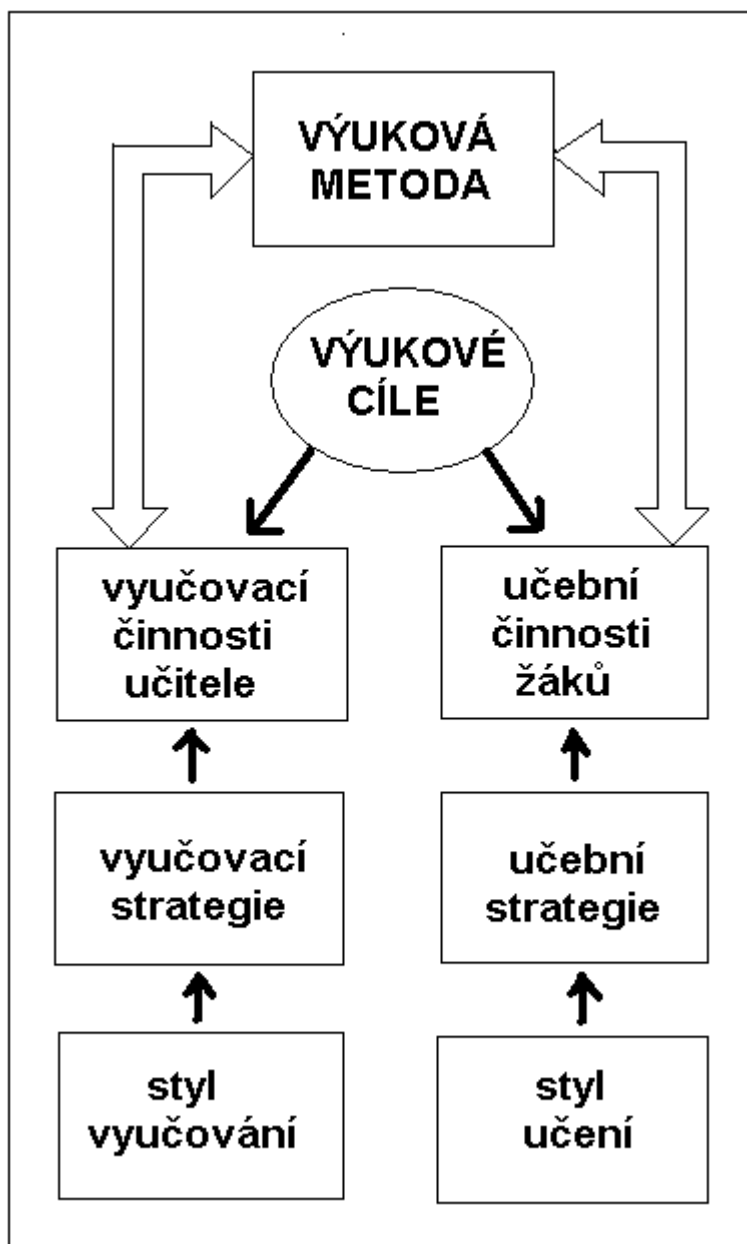 VÝUKOVÁ
METODA
VÝUKOVÉ
CÍLE
vyučovací
činnosti
učitele
učební
činnosti
žáků
vyučovací
strategie
učební
strategie
styl
vyučování
styl
učení